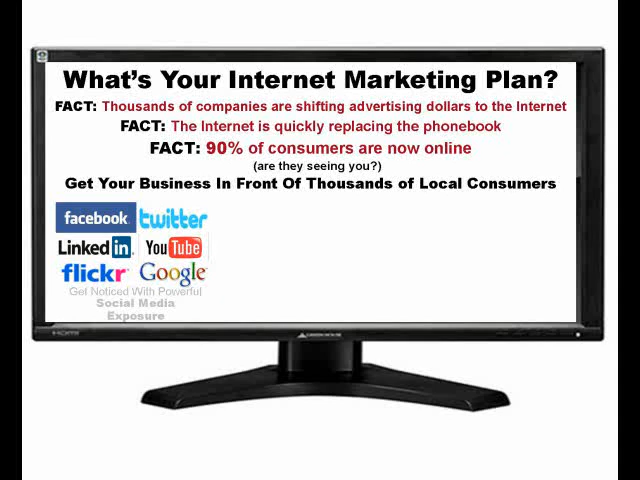 What's Your Internet Marketing Plan?
FACT: Thousands of companies are shifting advertising dollars to the Internet
FACT: The Internet is quickly replacing the phonebook
FACT: 90% of consumers are now online
(are they seeing you?)
Get Your Business In Front Of Thousands of Local Consumers
facebook twitter
Linked in YouTube
flickr Google
Get Noticed With Powerful
Social Media
Exposure
HDMI